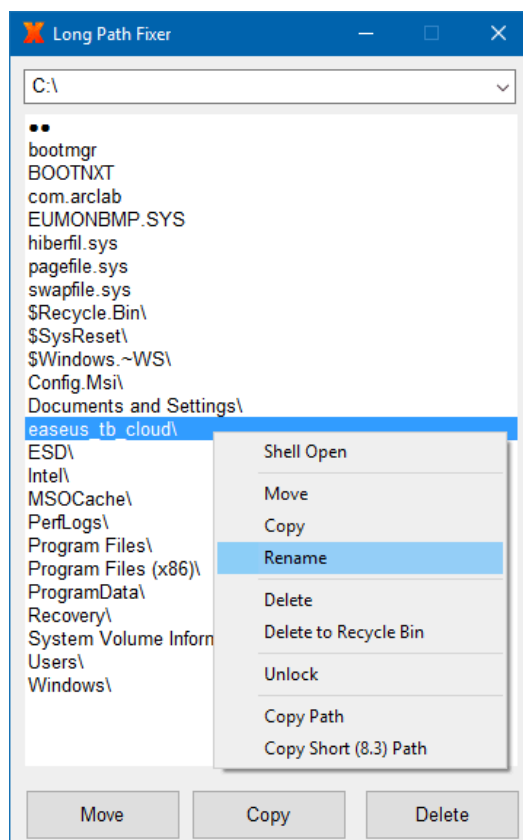 Long Path Fixer
C:\
••
bootmgr
BOOTNXT
com.arclab
EUMONBMP.SYS
hiberfil.sys
pagefile.sys
swapfile.sys
$Recycle.Bin\
$SysReset\
$Windows.~WS\
Config.Msi\
Documents and Settings\
easeus_tb_cloud\
ESD\
Intel\
MSOCache\
PerfLogs\
Program Files\
Program Files (x86)\
ProgramData\
Recovery\
System Volume Inform
Users\
Windows\
Shell Open
Move
Copy
Rename
Delete
Delete to Recycle Bin
Unlock
Copy Path
Copy Short (8.3) Path
Move Copy Delete